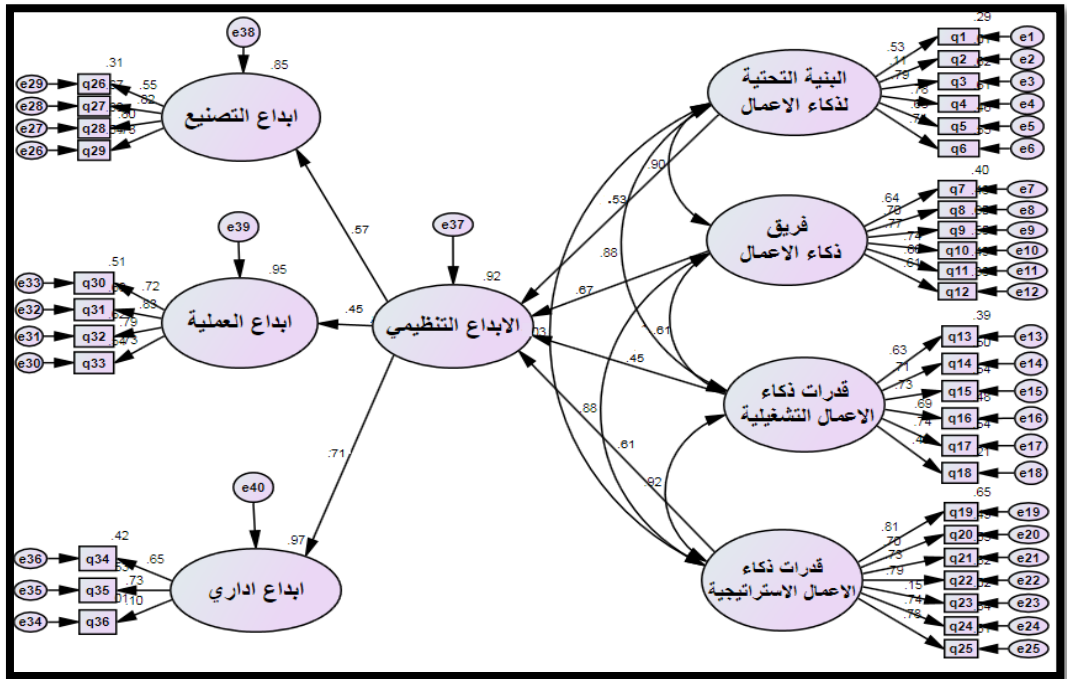 e38
.31
.85
e29
q26
.55
e28
q27
.82
e27
q28
.80
e26
q29
ابداع التصنيع
.57
e39
.51
.95
e33
q30
.72
e32
q31
.83
e31
q32
.79
e30
q33
.73
ابداع العملية
.45
e37
.92
الابداع التنظيمي
.71
e40
.42
.97
e36
q34
.65
e35
q35
.73
e34
q36
.10
ابداع اداري
البنية التحتية
لذكاء الاعمال
.29
.53
q1
e1
.11
q2
e2
.79
q3
e3
.78
q4
e4
q5
e5
q6
e6
.90
.53
.88
.67
.61
.45
.88
.61
.92
فريق
ذكاء الاعمال
.40
.64
q7
e7
.70
q8
e8
.77
q9
e9
.74
q10
e10
q11
e11
.61
q12
e12
قدرات ذكاء
الاعمال التشغيلية
.39
.63
q13
e13
.71
q14
e14
.73
q15
e15
.69
q16
e16
.74
q17
e17
q18
e18
قدرات ذكاء
الاعمال الاستراتيجية
.65
.81
q19
e19
.70
q20
e20
.73
q21
e21
.79
q22
e22
.15
q23
e23
.74
q24
e24
.78
q25
e25